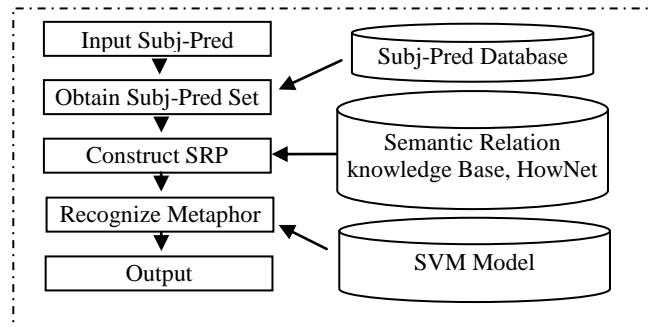 Input Subj-Pred
Subj-Pred Database
Obtain Subj-Pred Set
Semantic Relation
knowledge Base, HowNet
Construct SRP
Recognize Metaphor
SVM Model
Output